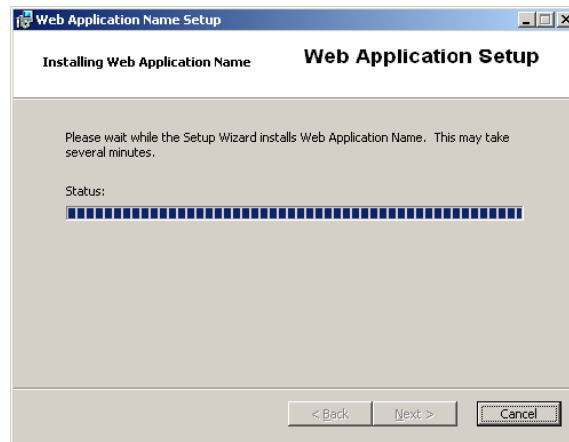 Web Application Name Setup
Installing Web Application Name
Web Application Setup
Please wait while the Setup Wizard installs Web Application Name. This may take
several minutes.
Status:
< Back
Next >
Cancel